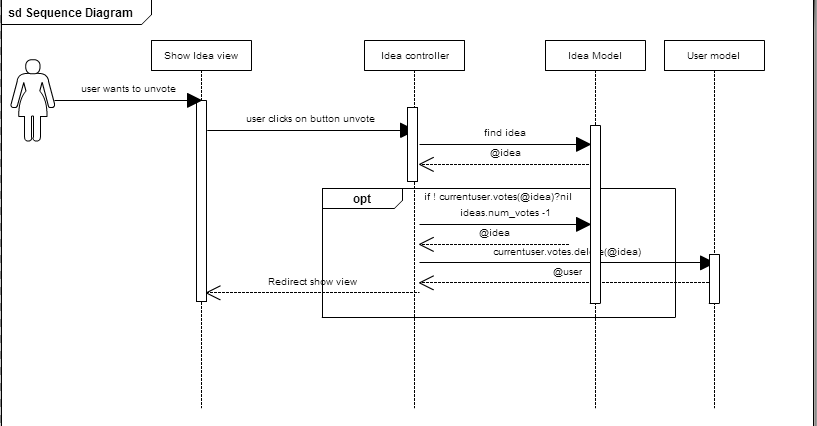 sd Sequence Diagram
Show Idea view
Idea controller
Idea Model
User model
user wants to unvote
user clicks on button unvote
find idea
@idea
opt
if ! currentuser.votes(@idea)?nil
ideas.num_votes -1
@idea
currentuser.votes.delete(@idea)
@user
Redirect show view